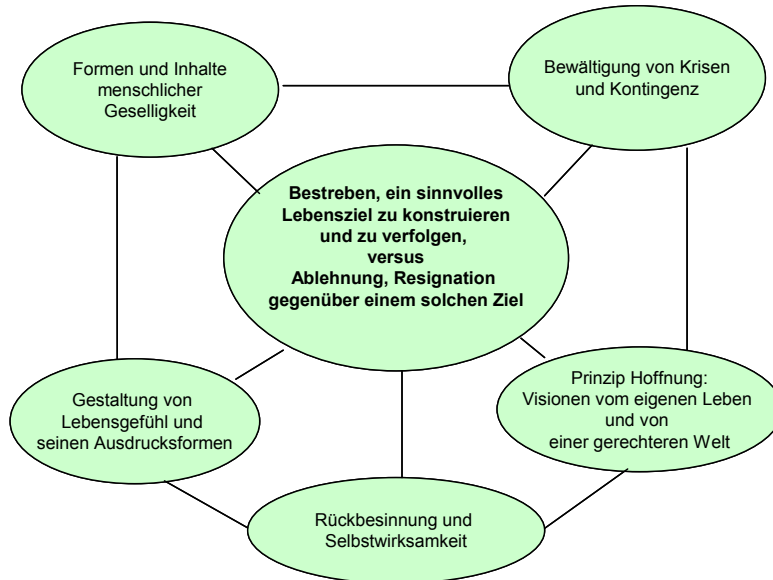 Formen und Inhalte
menschlicher
Geselligkeit
Bewältigung von Krisen
und Kontingenz
Bestreben, ein sinnvolles
Lebensziel zu konstruieren
und zu verfolgen,
versus
Ablehnung, Resignation
gegenüber einem solchen Ziel
Gestaltung von
Lebensgefühl und
seinen Ausdrucksformen
Prinzip Hoffnung:
Visionen vom eigenen Leben
und von
einer gerechteren Welt
Rückbesinnung und
Selbstwirksamkeit